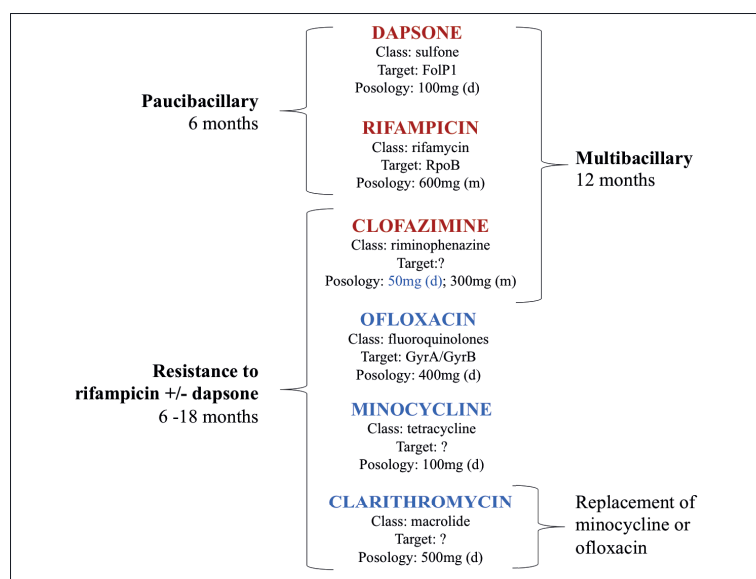 DAPSONE
Class: sulfone
Target: FolP1
Posology: 100mg (d)
Paucibacillary
6 months
RIFAMPICIN
Class: rifamycin
Target: RpoB
Posology: 600mg (m)
Multibacillary
12 months
CLOFAZIMINE
Class: riminophenazine
Target:?
Posology: 50mg (d); 300mg (m)
OFLOXACIN
Class: fluoroquinolones
Target: GyrA/GyrB
Posology: 400mg (d)
Resistance to
rifampicin +/- dapsone
6 -18 months
MINOCYCLINE
Class: tetracycline
Target: ?
Posology: 100mg (d)
CLARITHROMYCIN
Class: macrolide
Target: ?
Posology: 500mg (d)
Replacement of
minocycline or
ofloxacin